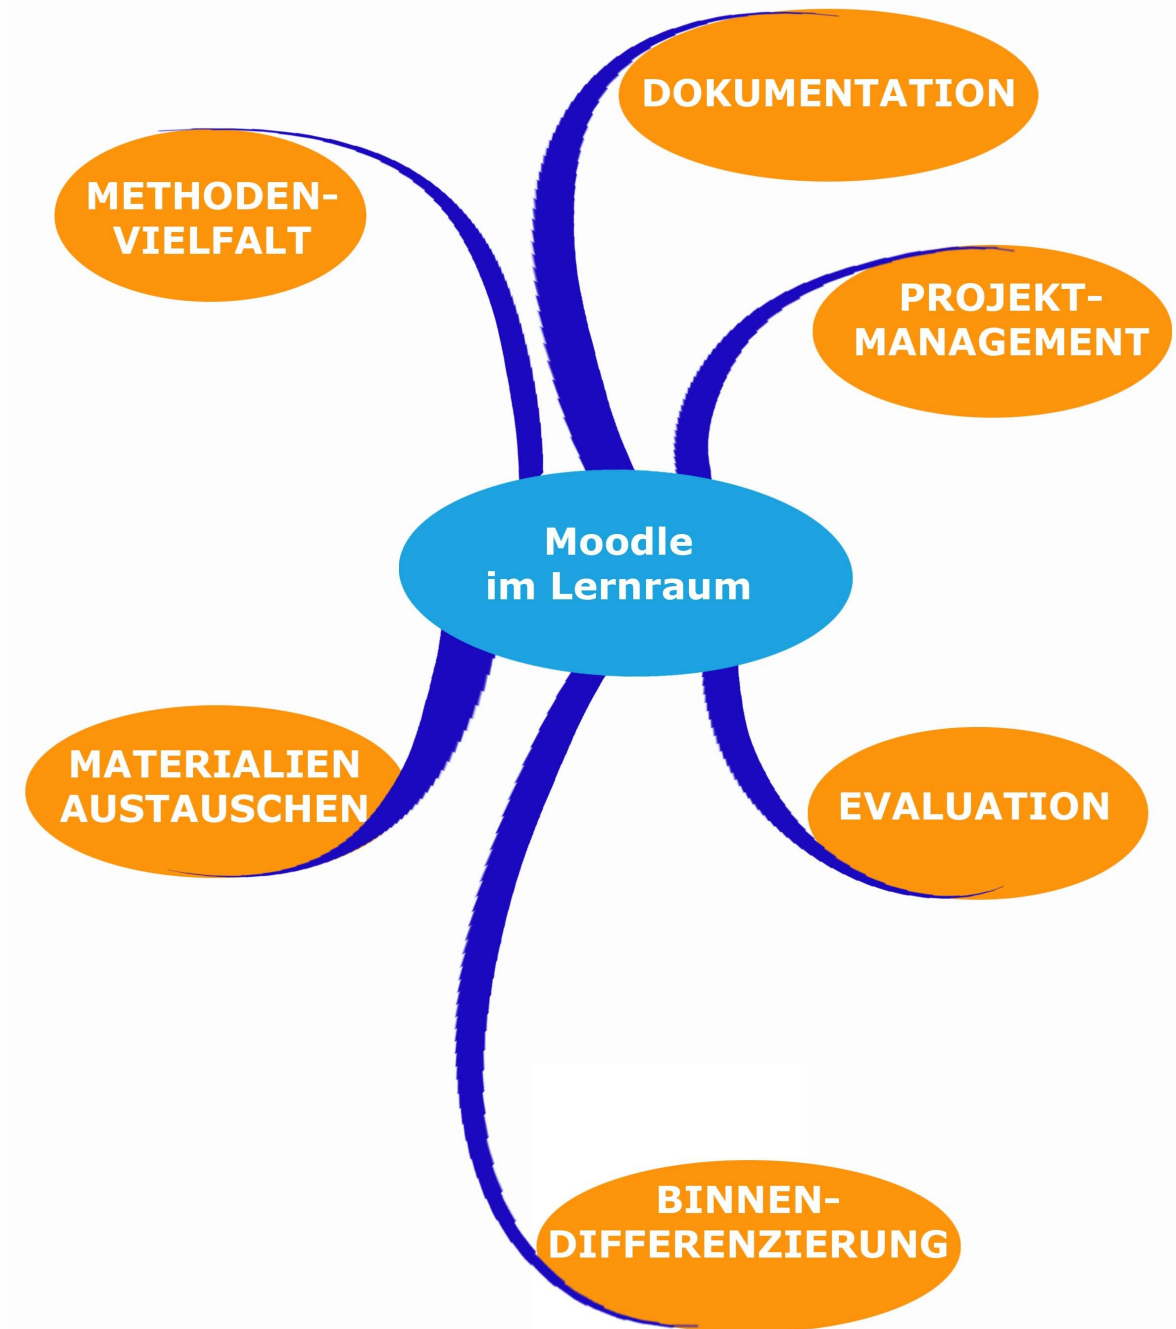 DOKUMENTATION
METHODEN-
VIELFALT
PROJEKT-
MANAGEMENT
Moodle
im Lernraum
MATERIALIEN
AUSTAUSCHEN
EVALUATION
BINNEN-
DIFFERENZIERUNG